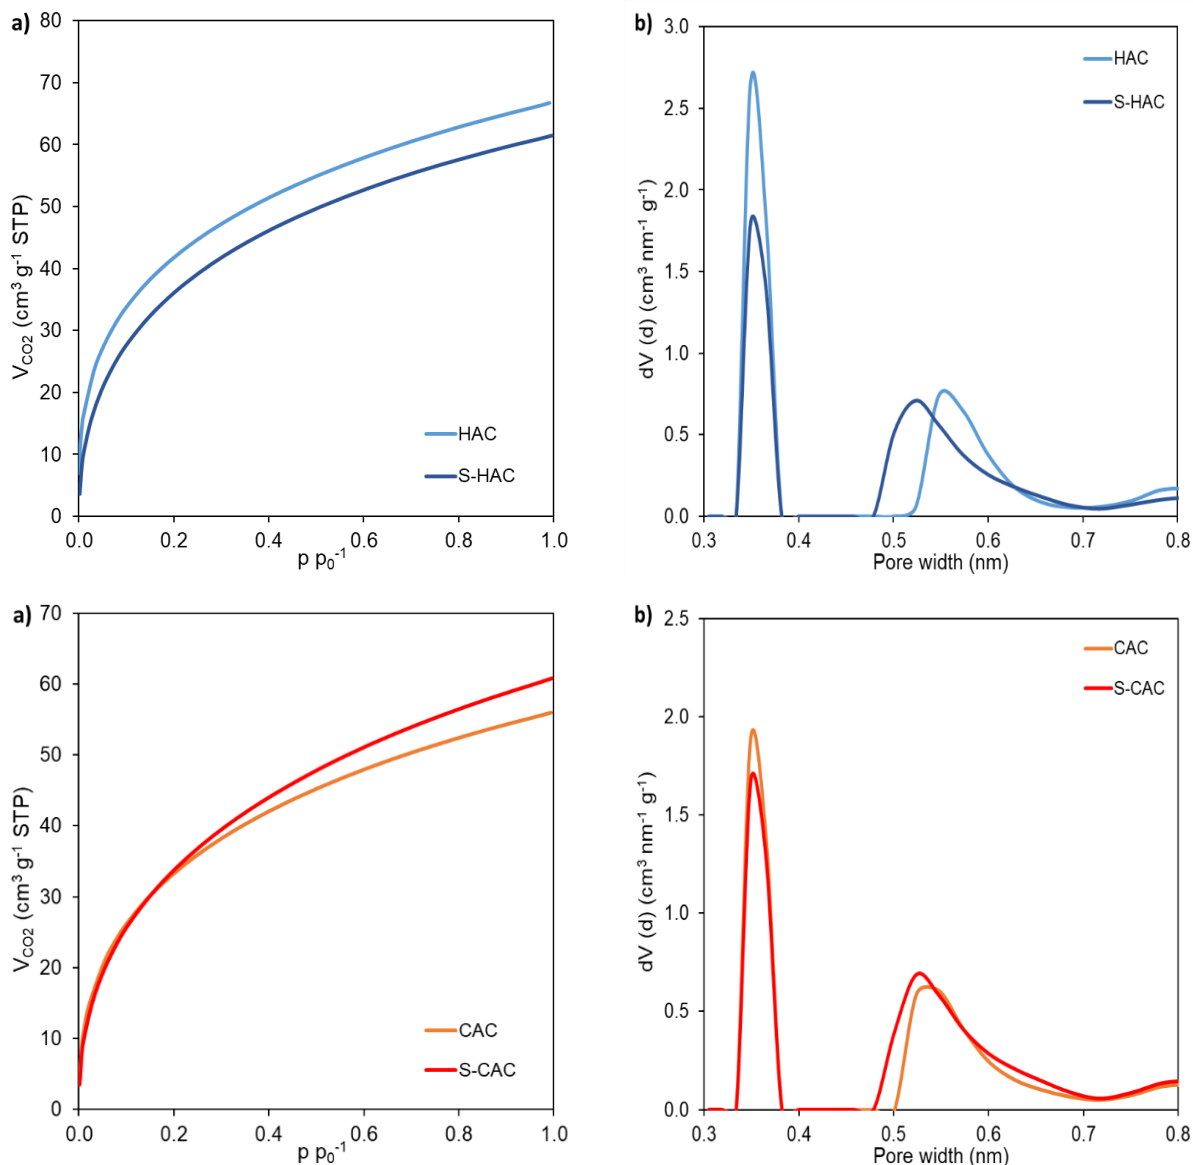 a)
80
70
60
50
40
30
20
10
0
V_CO2 (cm³ g⁻¹ STP)
HAC
S-HAC
0.0 0.2 0.4 0.6 0.8 1.0
p p₀⁻¹
b)
3.0
2.5
2.0
1.5
1.0
0.5
0.0
dV (d) (cm³ nm⁻¹ g⁻¹)
HAC
S-HAC
0.3 0.4 0.5 0.6 0.7 0.8
Pore width (nm)
a)
70
60
50
40
30
20
10
0
V_CO2 (cm³ g⁻¹ STP)
CAC
S-CAC
0.0 0.2 0.4 0.6 0.8 1.0
p p₀⁻¹
b)
2.5
2.0
1.5
1.0
0.5
0.0
dV (d) (cm³ nm⁻¹ g⁻¹)
CAC
S-CAC
0.3 0.4 0.5 0.6 0.7 0.8
Pore width (nm)